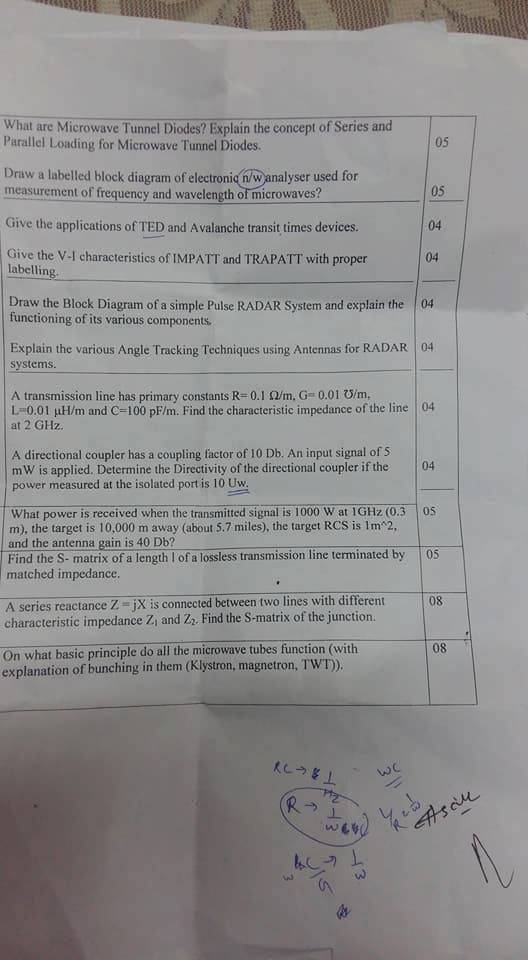 What are Microwave Tunnel Diodes? Explain the concept of Series and
Parallel Loading for Microwave Tunnel Diodes. 05
Draw a labelled block diagram of electronic n/w analyser used for
measurement of frequency and wavelength of microwaves? 05
Give the applications of TED and Avalanche transit times devices. 04
Give the V-I characteristics of IMPATT and TRAPATT with proper 04
labelling.
Draw the Block Diagram of a simple Pulse RADAR System and explain the 04
functioning of its various components.
Explain the various Angle Tracking Techniques using Antennas for RADAR 04
systems.
A transmission line has primary constants R= 0.1 Ω/m, G= 0.01 ℧/m,
L=0.01 μH/m and C=100 pF/m. Find the characteristic impedance of the line 04
at 2 GHz.
A directional coupler has a coupling factor of 10 Db. An input signal of 5
mW is applied. Determine the Directivity of the directional coupler if the 04
power measured at the isolated port is 10 Uw.
What power is received when the transmitted signal is 1000 W at 1GHz (0.3 05
m), the target is 10,000 m away (about 5.7 miles), the target RCS is 1m^2,
and the antenna gain is 40 Db?
Find the S- matrix of a length l of a lossless transmission line terminated by 05
matched impedance.
A series reactance Z = jX is connected between two lines with different 08
characteristic impedance Z1 and Z2. Find the S-matrix of the junction.
On what basic principle do all the microwave tubes function (with 08
explanation of bunching in them (Klystron, magnetron, TWT)).
RC → 1
Hz
WC
R → 1
L/R = 1/W
C → 1
G W